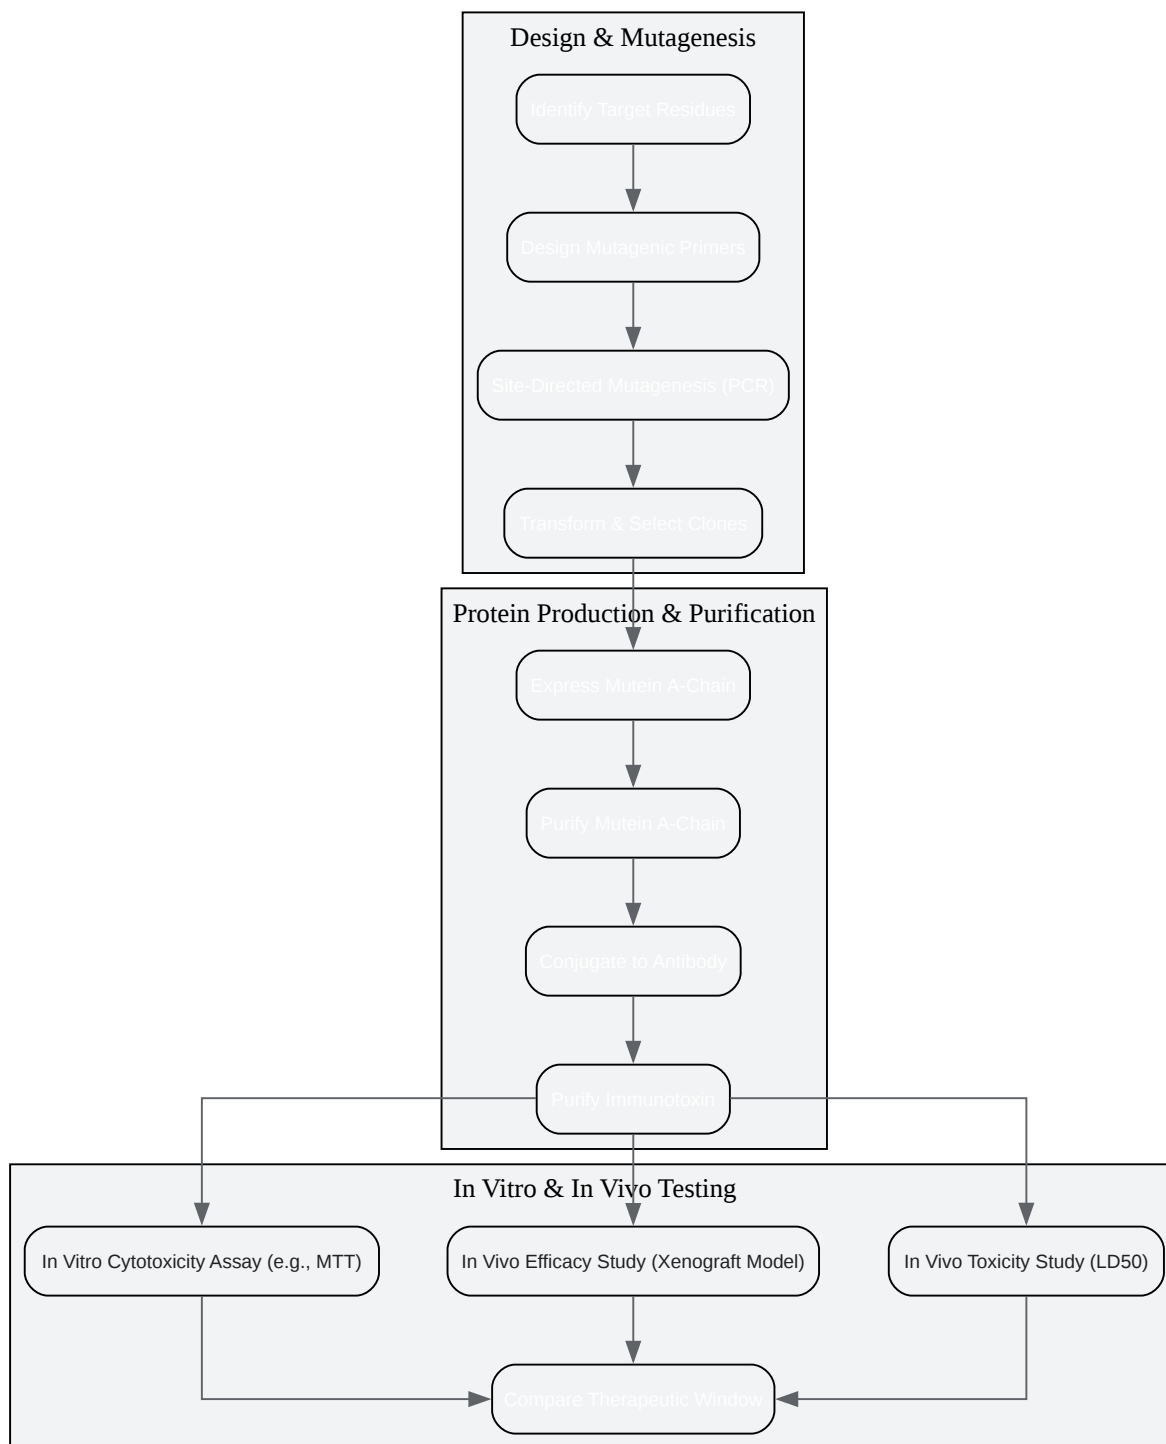 Design & Mutagenesis
Identify Target Residues
Design Mutagenic Primers
Site-Directed Mutagenesis (PCR)
Transform & Select Clones
Protein Production & Purification
Express Mutein A-Chain
Purify Mutein A-Chain
Conjugate to Antibody
Purify Immunotoxin
In Vitro & In Vivo Testing
In Vitro Cytotoxicity Assay (e.g., MTT)
In Vivo Efficacy Study (Xenograft Model)
In Vivo Toxicity Study (LD50)
Compare Therapeutic Window